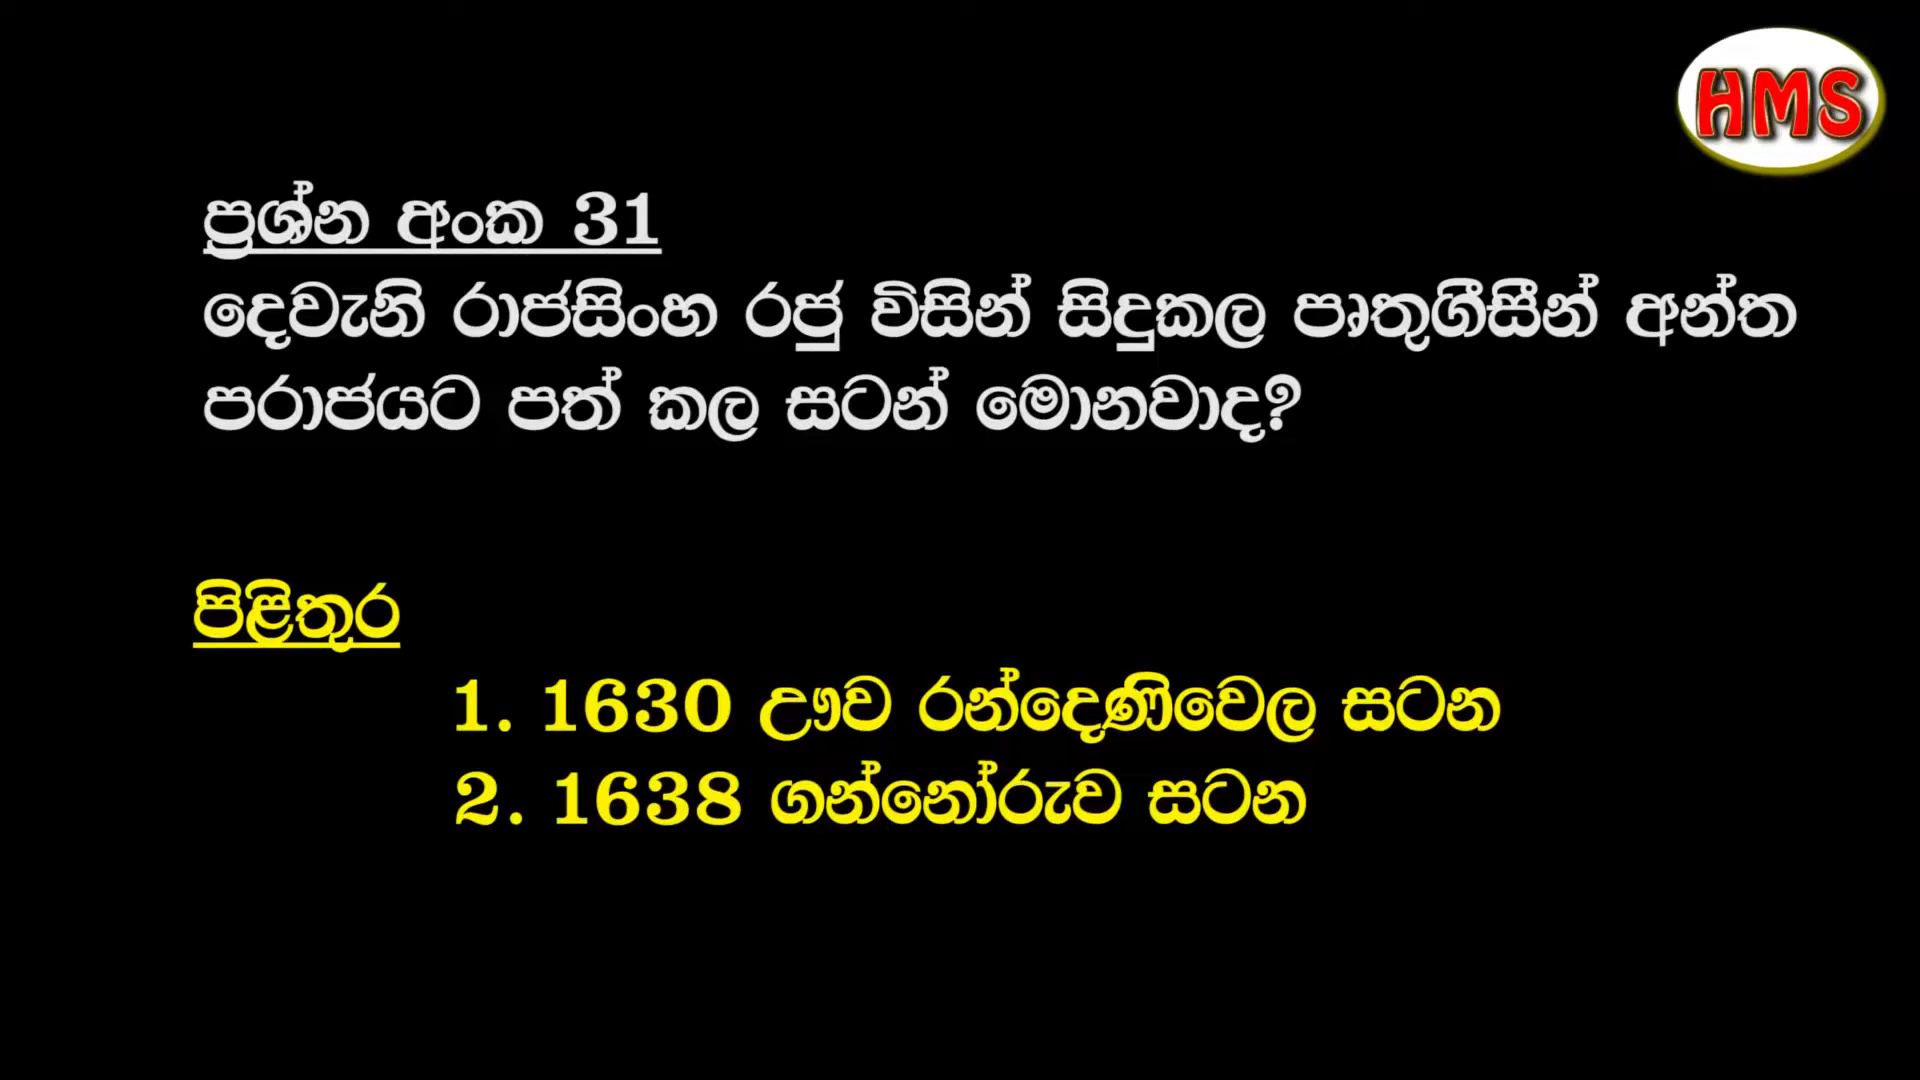 HMS
ප්‍රශ්න අංක 31
දෙවැනි රාජසිංහ රජු විසින් සිදුකල පෘතුගීසීන් අන්ත
පරාජයට පත් කල සටන් මොනවාද?
පිළිතුර
1. 1630 ඌව රන්දෙණිවෙල සටන
2. 1638 ගන්නෝරුව සටන